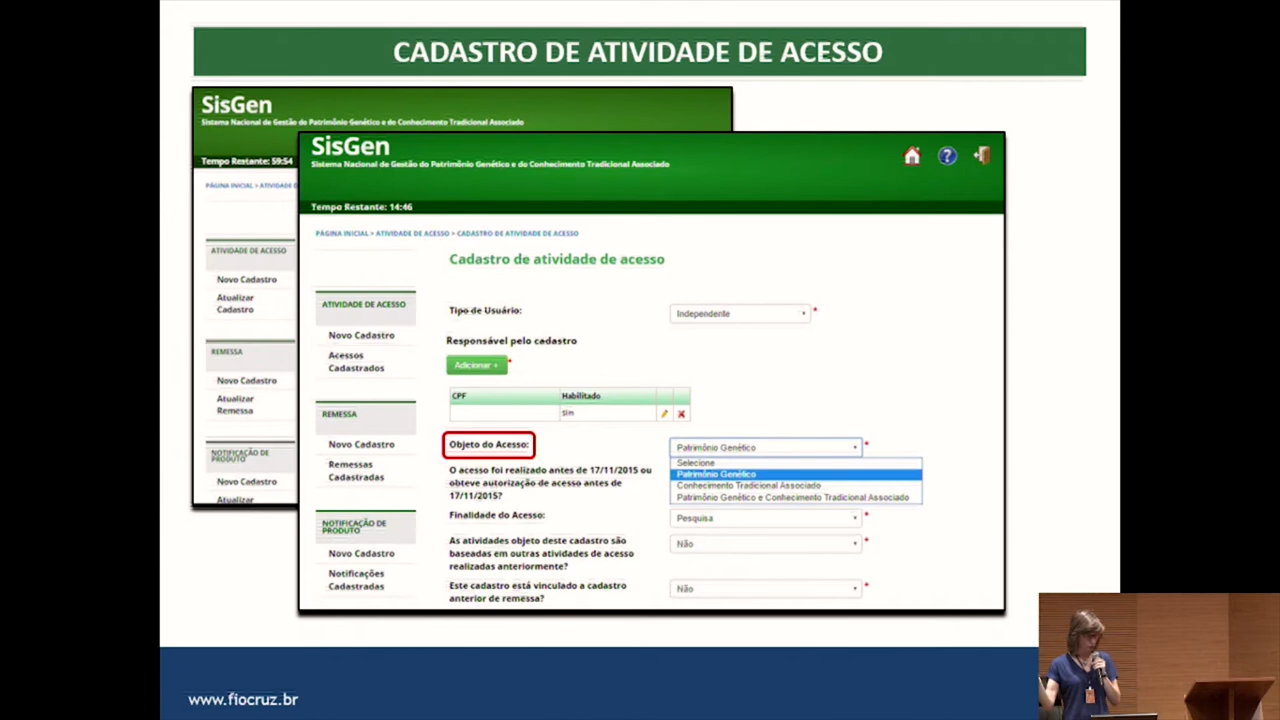 CADASTRO DE ATIVIDADE DE ACESSO
SisGen
Sistema Nacional de Gestão do Patrimônio Genético e do Conhecimento Tradicional Associado
Tempo Restante: 59:54
PÁGINA INICIAL > ATIVIDADE D
ATIVIDADE DE ACESSO
Novo Cadastro
Atualizar
Cadastro
REMESSA
Novo Cadastro
Atualizar
Remessa
NOTIFICAÇÃO DE
PRODUTO
Novo Cadastro
Atualizar
SisGen
Sistema Nacional de Gestão do Patrimônio Genético e do Conhecimento Tradicional Associado
Tempo Restante: 14:46
PÁGINA INICIAL > ATIVIDADE DE ACESSO > CADASTRO DE ATIVIDADE DE ACESSO
ATIVIDADE DE ACESSO
Novo Cadastro
Acessos
Cadastrados
REMESSA
Novo Cadastro
Remessas
Cadastradas
NOTIFICAÇÃO DE
PRODUTO
Novo Cadastro
Notificações
Cadastradas
Cadastro de atividade de acesso
Tipo de Usuário:
Independente *
Responsável pelo cadastro
Adicionar + *
CPF Habilitado
Sim
Objeto do Acesso:
Patrimônio Genético *
Selecione
Patrimônio Genético
Conhecimento Tradicional Associado
Patrimônio Genético e Conhecimento Tradicional Associado
O acesso foi realizado antes de 17/11/2015 ou
obteve autorização de acesso antes de
17/11/2015?
Finalidade do Acesso:
Pesquisa *
As atividades objeto deste cadastro são
baseadas em outras atividades de acesso
realizadas anteriormente?
Não *
Este cadastro está vinculado a cadastro
anterior de remessa?
Não *
www.fiocruz.br